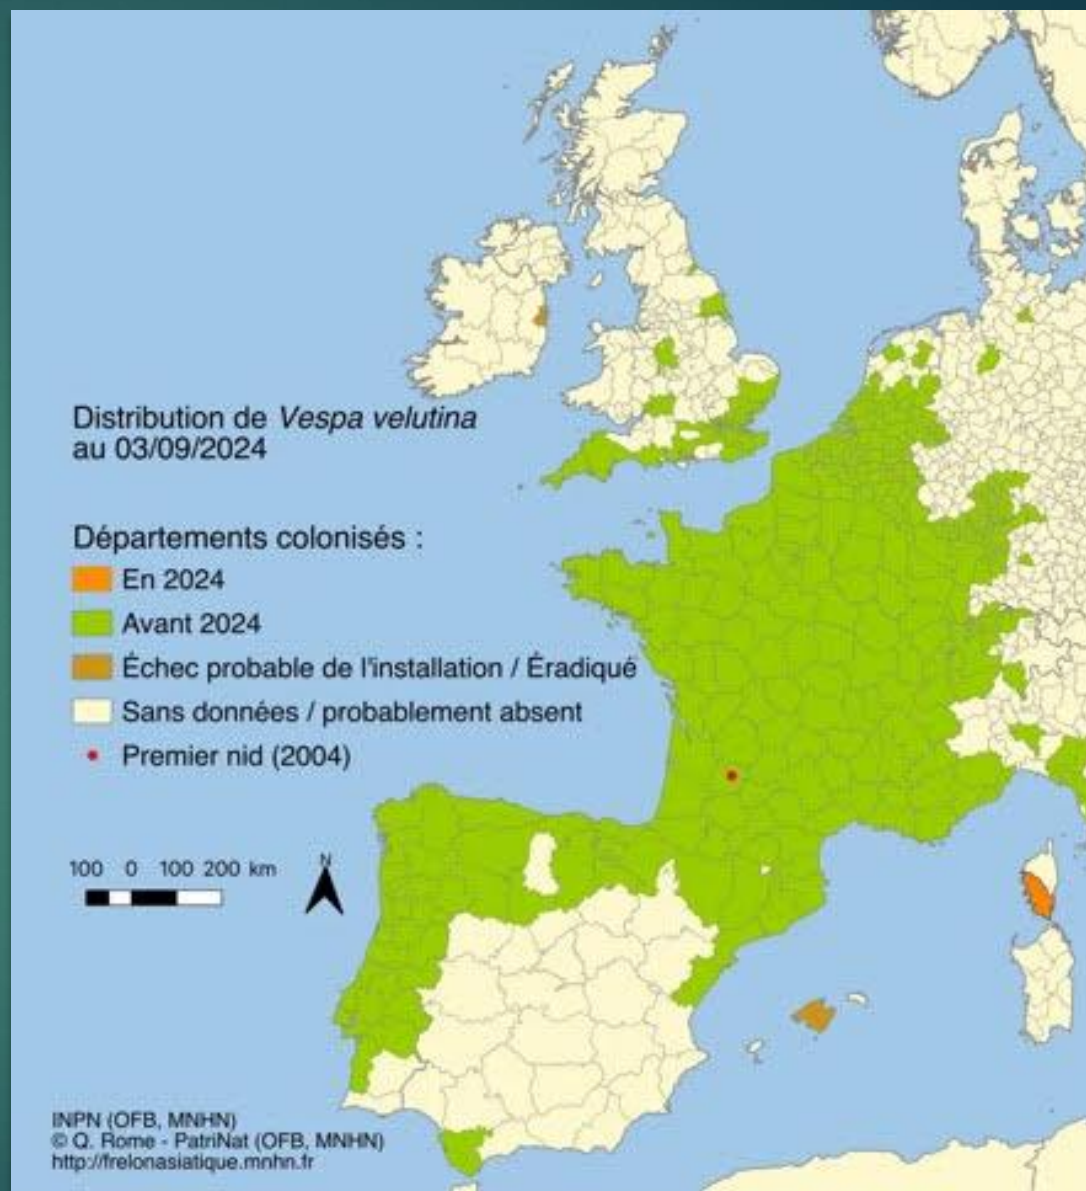 Distribution de Vespa velutina
au 03/09/2024
Départements colonisés :
En 2024
Avant 2024
Échec probable de l'installation / Éradiqué
Sans données / probablement absent
Premier nid (2004)
100 0 100 200 km
N
INPN (OFB, MNHN)
© Q. Rome - PatriNat (OFB, MNHN)
http://frelonasiatique.mnhn.fr